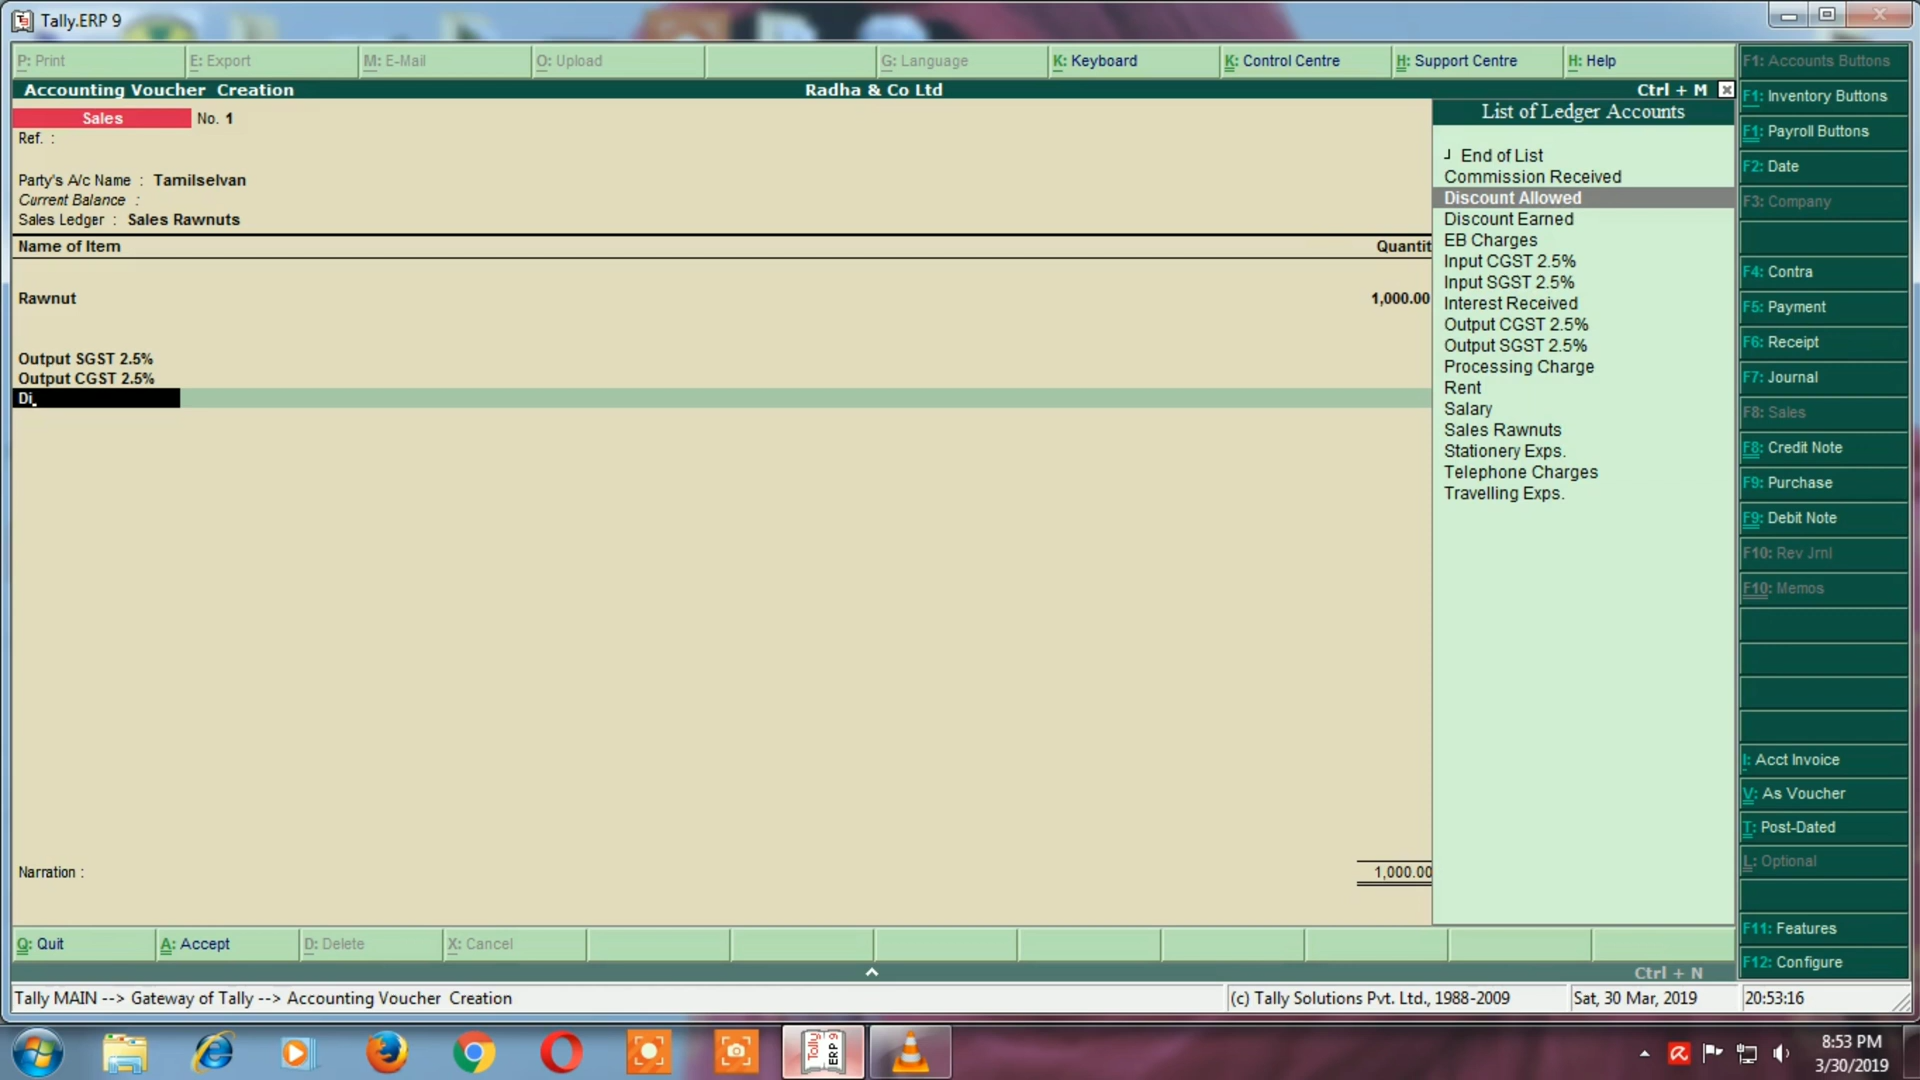 Tally.ERP 9
P: Print
E: Export
M: E-Mail
O: Upload
G: Language
K: Keyboard
K: Control Centre
H: Support Centre
H: Help
Accounting Voucher Creation
Radha & Co Ltd
Ctrl + M
Sales No. 1
Ref. :
Party's A/c Name : Tamilselvan
Current Balance :
Sales Ledger : Sales Rawnuts
Name of Item
Quantit
Rawnut
1,000.00
Output SGST 2.5%
Output CGST 2.5%
Di
Narration :
1,000.00
List of Ledger Accounts
End of List
Commission Received
Discount Allowed
Discount Earned
EB Charges
Input CGST 2.5%
Input SGST 2.5%
Interest Received
Output CGST 2.5%
Output SGST 2.5%
Processing Charge
Rent
Salary
Sales Rawnuts
Stationery Exps.
Telephone Charges
Travelling Exps.
F1: Accounts Buttons
F1: Inventory Buttons
F1: Payroll Buttons
F2: Date
F3: Company
F4: Contra
F5: Payment
F6: Receipt
F7: Journal
F8: Sales
F8: Credit Note
F9: Purchase
F9: Debit Note
F10: Rev Jrnl
F10: Memos
I: Acct Invoice
V: As Voucher
T: Post-Dated
L: Optional
F11: Features
F12: Configure
Q: Quit
A: Accept
D: Delete
X: Cancel
Ctrl + N
Tally MAIN --> Gateway of Tally --> Accounting Voucher Creation
(c) Tally Solutions Pvt. Ltd., 1988-2009
Sat, 30 Mar, 2019
20:53:16
Tally
ERP 9
8:53 PM
3/30/2019